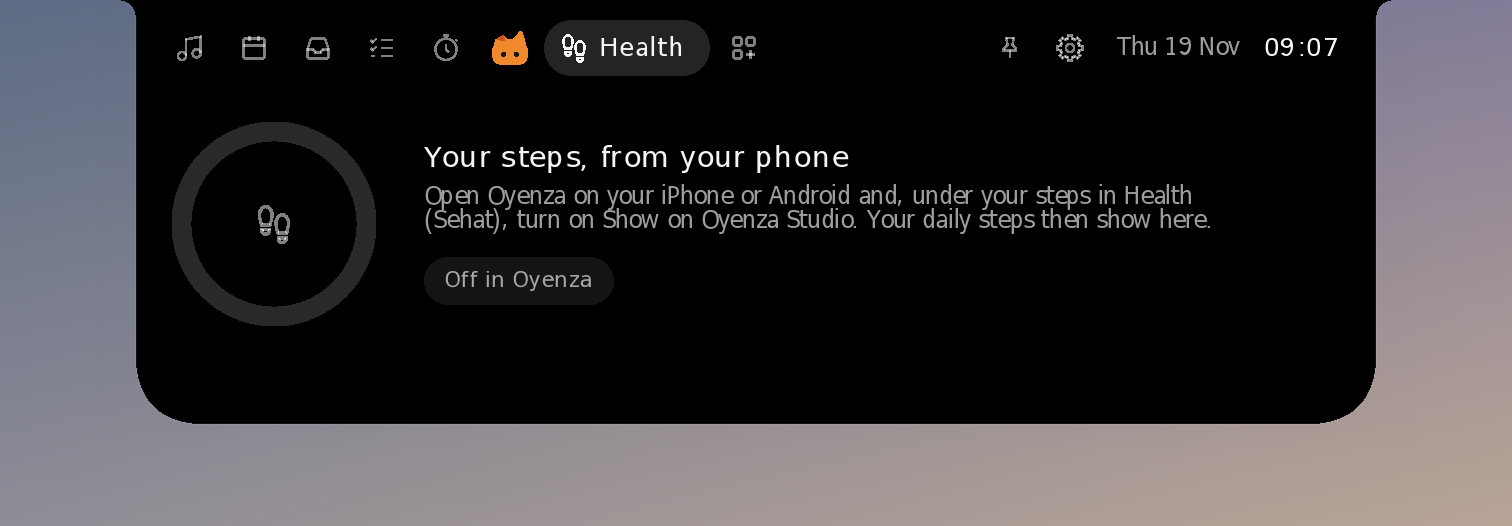 Health
Thu 19 Nov 09:07
Your steps, from your phone
Open Oyenza on your iPhone or Android and, under your steps in Health
(Sehat), turn on Show on Oyenza Studio. Your daily steps then show here.
Off in Oyenza